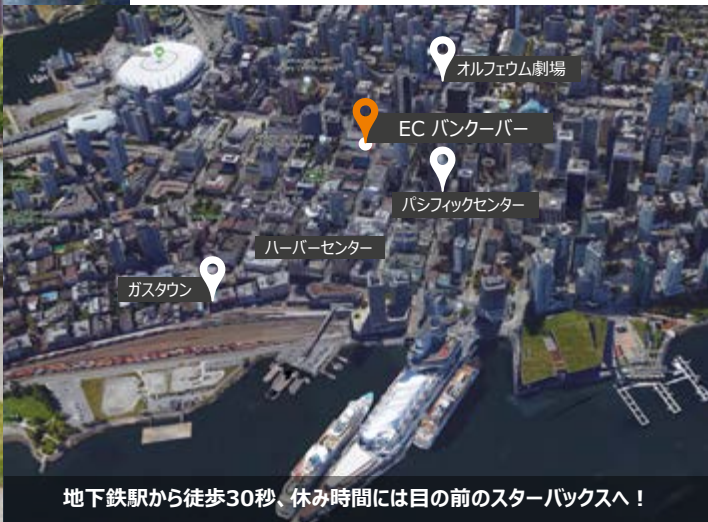 オルフェウム劇場
EC バンクーバー
パシフィックセンター
ハーバーセンター
ガスタウン
地下鉄駅から徒歩30秒、休み時間には目の前のスターバックスへ！